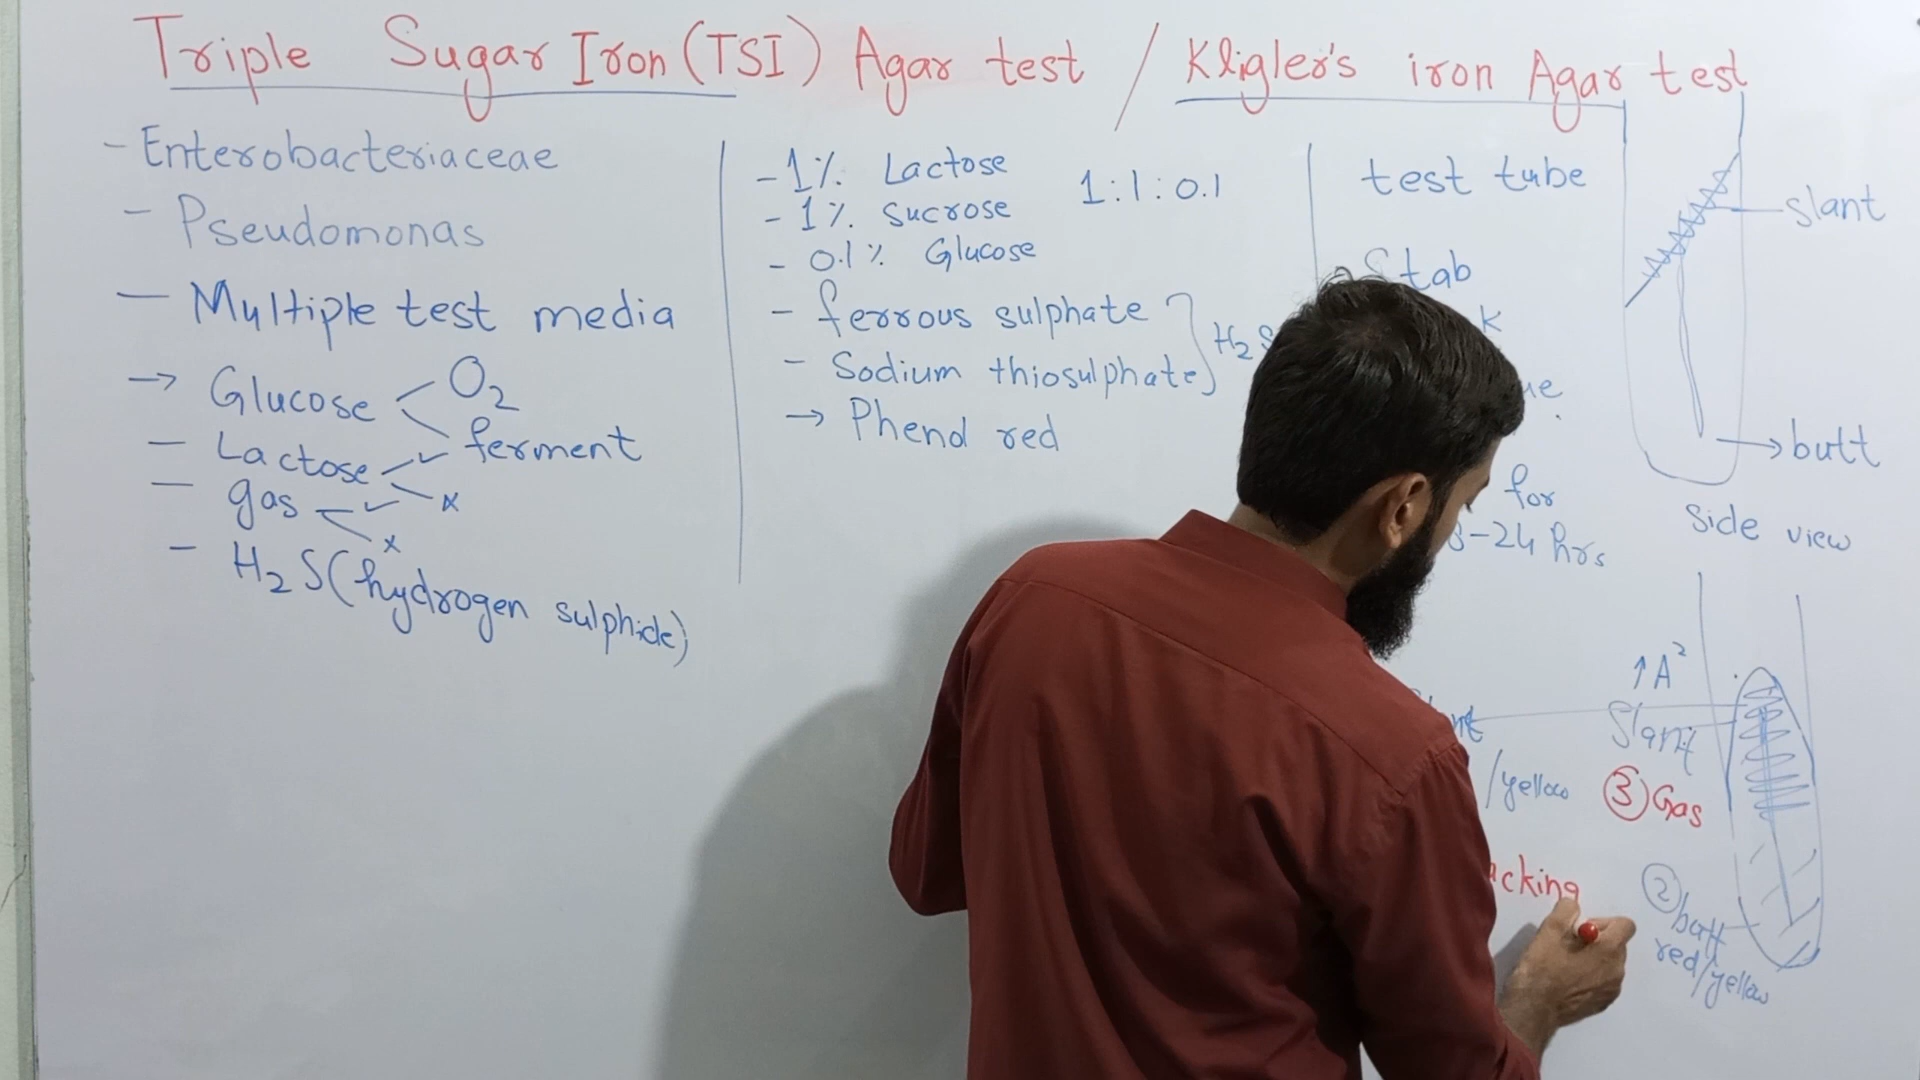 Triple Sugar Iron (TSI) Agar test / Kligler's iron Agar test
- Enterobacteriaceae
- Pseudomonas
- Multiple test media
→ Glucose < O2
ferment
- Lactose < ✓ x
- gas < ✓ x
- H2S (hydrogen sulphide)
- 1% Lactose
- 1% Sucrose
- 0.1% Glucose
1:1:0.1
- ferrous sulphate
- Sodium thiosulphate
H2S
→ Phenol red
test tube
Stab
for
-24 hrs
slant
→ butt
Side view
↑A²
Slant
/yellow
③ Gas
② butt
red/yellow